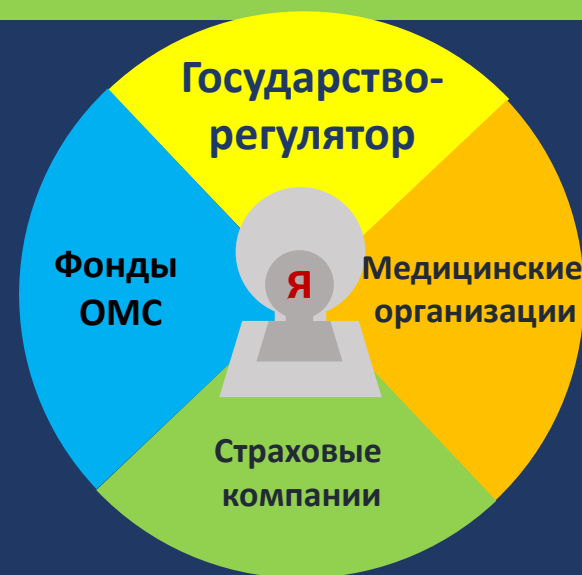 Государство-
регулятор
Фонды
ОМС
Я
Медицинские
организации
Страховые
компании